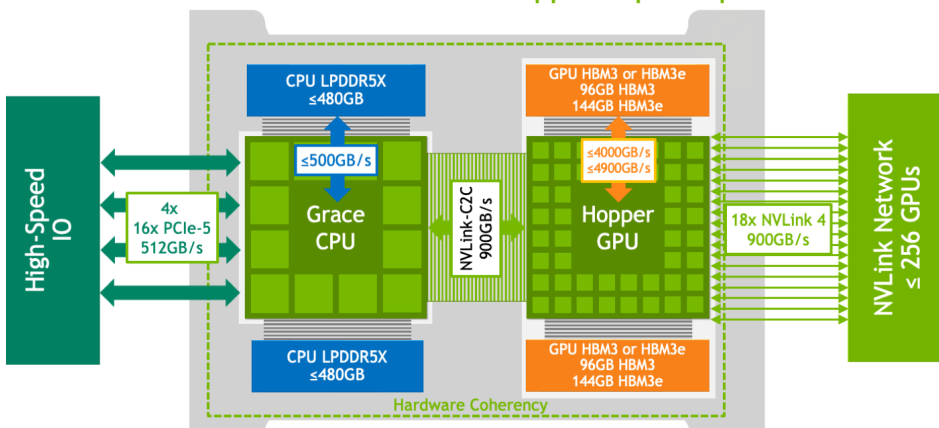 CPU LPDDR5X
≤480GB
GPU HBM3 or HBM3e
96GB HBM3
144GB HBM3e
High-Speed
IO
4x
16x PCIe-5
512GB/s
≤500GB/s
Grace
CPU
NVLink-C2C
900GB/s
≤4000GB/s
≤4900GB/s
Hopper
GPU
18x NVLink 4
900GB/s
NVLink Network
≤ 256 GPUs
CPU LPDDR5X
≤480GB
GPU HBM3 or HBM3e
96GB HBM3
144GB HBM3e
Hardware Coherency